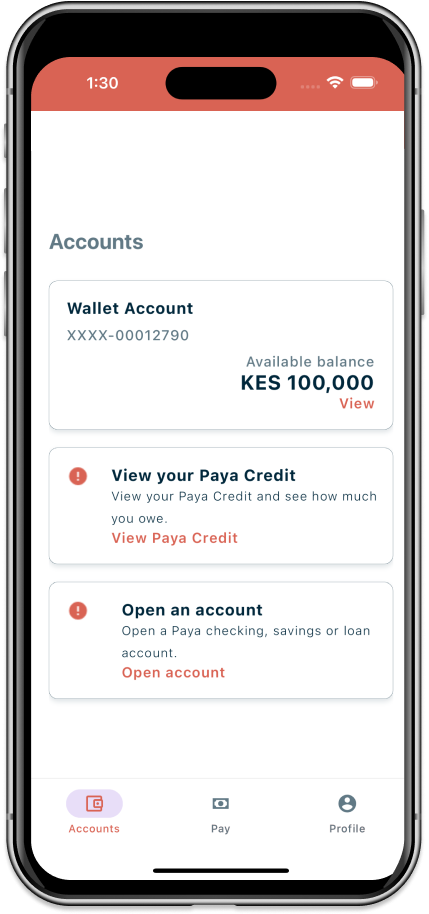 1:30
Accounts
Wallet Account
XXXX-00012790
Available balance
KES 100,000
View
View your Paya Credit
View your Paya Credit and see how much
you owe.
View Paya Credit
Open an account
Open a Paya checking, savings or loan
account.
Open account
Accounts
Pay
Profile